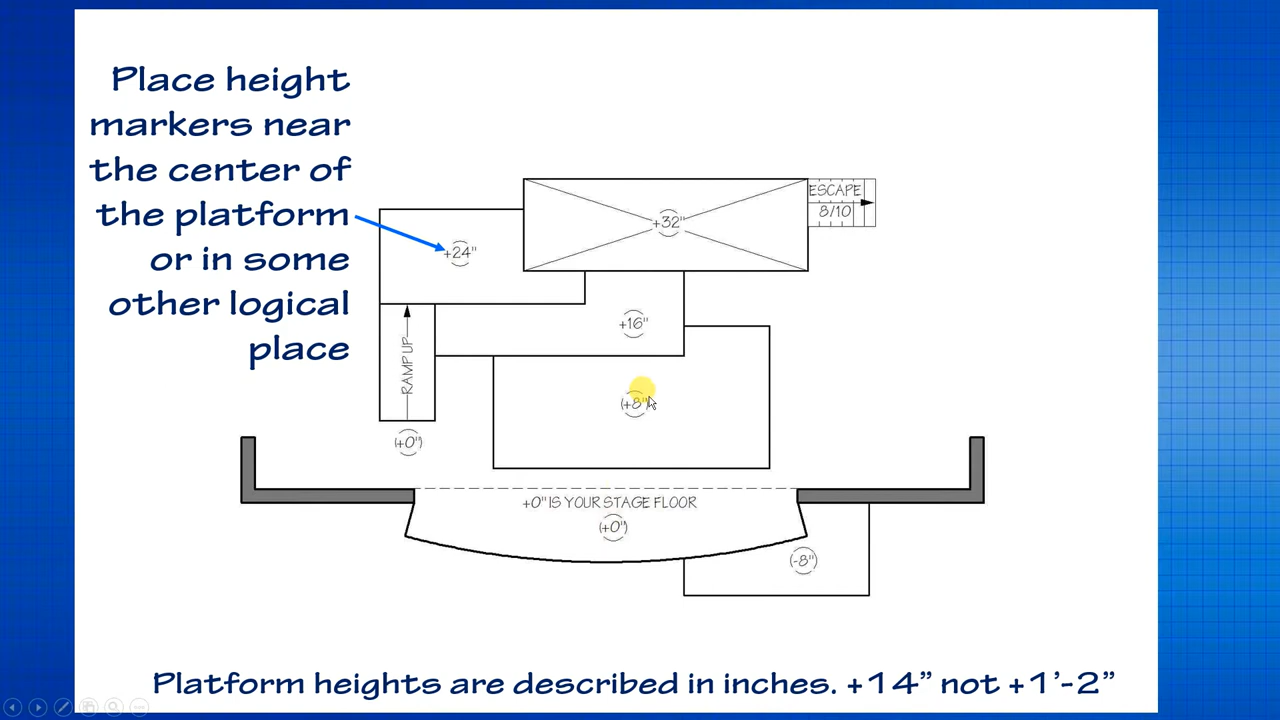 Place height
markers near
the center of
the platform
or in some
other logical
place
ESCAPE
8/10
+32"
+24"
+16"
RAMP UP
(+8")
(+0")
+0" IS YOUR STAGE FLOOR
(+0")
(-8")
Platform heights are described in inches. +14” not +1’-2”